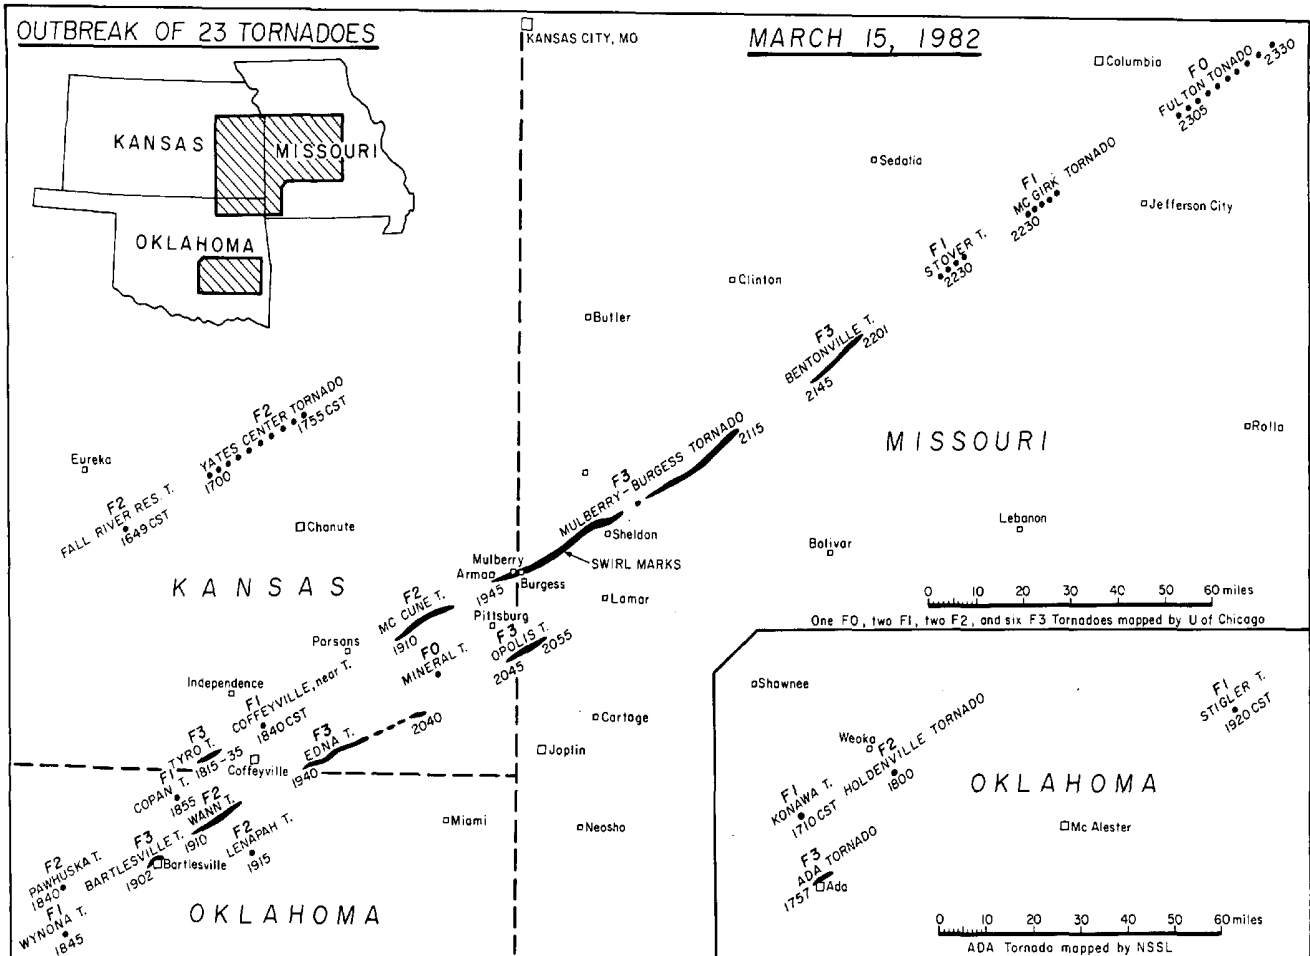 OUTBREAK OF 23 TORNADOES
MARCH 15, 1982
KANSAS CITY, MO
KANSAS
MISSOURI
OKLAHOMA
Columbia
F0
FULTON TONADO
2305
2330
Sedatia
F1
MC GIRK TORNADO
2230
Jefferson City
F1
STOVER T.
2230
Clinton
Butler
F3
BENTONVILLE T.
2145
2201
F2
YATES CENTER TORNADO
1700
1755 CST
Eureka
F2
FALL RIVER RES. T.
1649 CST
Chanute
F3
MULBERRY-BURGESS TORNADO
1945
2115
MISSOURI
Rolla
Lebanon
Bolivar
Sheldon
SWIRL MARKS
Mulberry
Arma
Burgess
Lamar
KANSAS
F2
MC CUNE T.
1910
Pittsburg
F3
OPOLIS T.
2045
2055
F0
MINERAL T.
Parsons
Independence
F1
COFFEYVILLE, near T.
1840 CST
F3
TYRO T.
1815-35
Coffeyville
F3
EDNA T.
1940
2040
Cartage
Joplin
F1
COPAN T.
1855
F2
WANN T.
1910
F3
BARTLESVILLE T.
1902
Bartlesville
F2
LENAPAH T.
1915
Miami
Neosho
F2
PAWHUSKA T.
1840
F1
WYNONA T.
1845
OKLAHOMA
0 10 20 30 40 50 60 miles
One F0, two F1, two F2, and six F3 Tornadoes mapped by U of Chicago
Shawnee
F1
STIGLER T.
1920 CST
Weoka
F2
HOLDENVILLE TORNADO
1800
F1
KONAWA T.
1710 CST
OKLAHOMA
Mc Alester
F3
ADA TORNADO
1757
Ada
0 10 20 30 40 50 60 miles
ADA Tornado mapped by NSSL